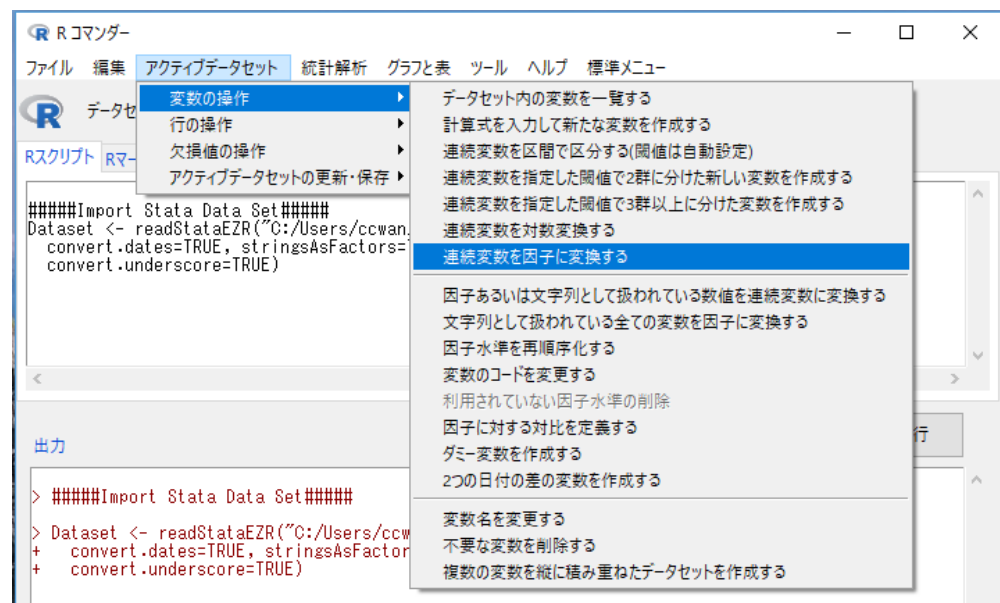 R コマンダー
ファイル 編集 アクティブデータセット 統計解析 グラフと表 ツール ヘルプ 標準メニュー
データセ
変数の操作
行の操作
欠損値の操作
アクティブデータセットの更新・保存
データセット内の変数を一覧する
計算式を入力して新たな変数を作成する
連続変数を区間で区分する(閾値は自動設定)
連続変数を指定した閾値で2群に分けた新しい変数を作成する
連続変数を指定した閾値で3群以上に分けた変数を作成する
連続変数を対数変換する
連続変数を因子に変換する
因子あるいは文字列として扱われている数値を連続変数に変換する
文字列として扱われている全ての変数を因子に変換する
因子水準を再順序化する
変数のコードを変更する
利用されていない因子水準の削除
因子に対する対比を定義する
ダミー変数を作成する
2つの日付の差の変数を作成する
変数名を変更する
不要な変数を削除する
複数の変数を縦に積み重ねたデータセットを作成する
Rスクリプト Rマー
#####Import Stata Data Set#####
Dataset <- readStataEZR("C:/Users/ccwan.
convert.dates=TRUE, stringsAsFactors=
convert.underscore=TRUE)
行
出力
> #####Import Stata Data Set#####
> Dataset <- readStataEZR("C:/Users/ccw
+ convert.dates=TRUE, stringsAsFactor
+ convert.underscore=TRUE)